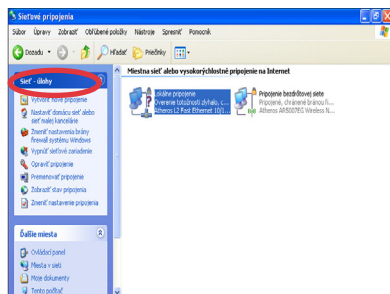 Sieťové pripojenia
Súbor Úpravy Zobraziť Obľúbené položky Nástroje Spresniť Pomocník
Dozadu Hľadať Priečinky
Sieť - úlohy
Vytvoriť nové pripojenie
Nastaviť domácu sieť alebo
sieť malej kancelárie
Zmeniť nastavenia brány
firewall systému Windows
Vypnúť sieťové zariadenie
Opraviť pripojenie
Premenovať pripojenie
Zobraziť stav pripojenia
Zmeniť nastavenie pripojenia
Ďalšie miesta
Ovládací panel
Miesta v sieti
Moje dokumenty
Tento počítač
Miestna sieť alebo vysokorýchlostné pripojenie na Internet
Lokálne pripojenie
Overenie totožnosti zlyhalo, c...
Atheros L2 Fast Ethernet 10/1...
Pripojenie bezdrôtovej siete
Pripojené, chránené bránou fi...
Atheros AR5007EG Wireless N...